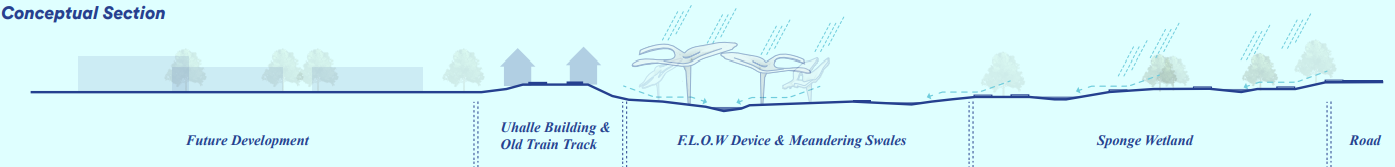 Conceptual Section
Future Development
Uhalle Building &
Old Train Track
F.L.O.W Device & Meandering Swales
Sponge Wetland
Road